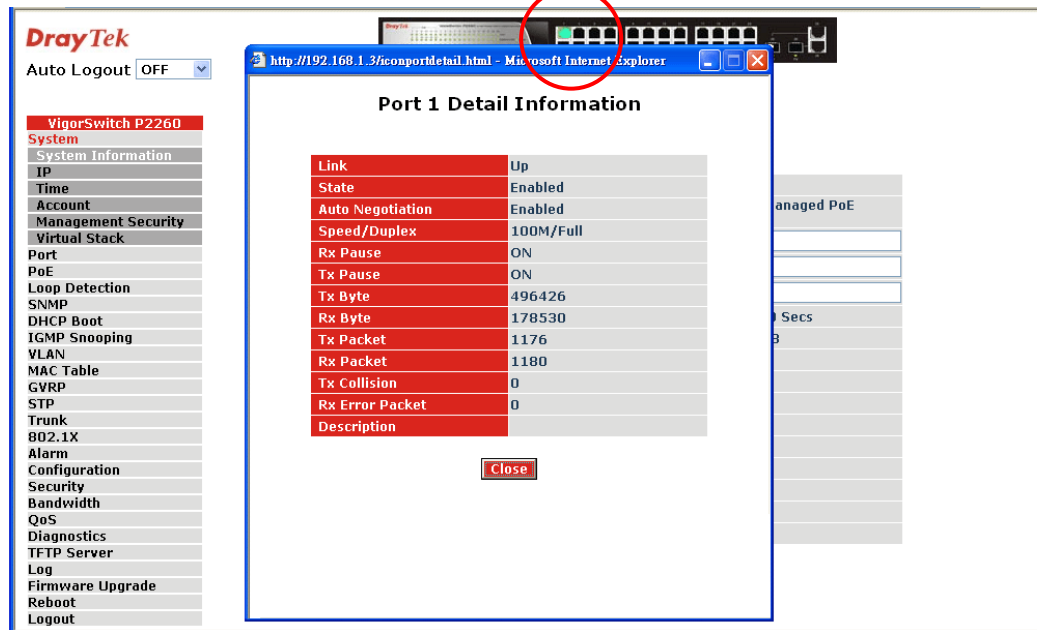 DrayTek
Auto Logout OFF
http://192.168.1.3/iconportdetail.html - Microsoft Internet Explorer
VigorSwitch P2260
System
System Information
IP
Time
Account
Management Security
Virtual Stack
Port
PoE
Loop Detection
SNMP
DHCP Boot
IGMP Snooping
VLAN
MAC Table
GVRP
STP
Trunk
802.1X
Alarm
Configuration
Security
Bandwidth
QoS
Diagnostics
TFTP Server
Log
Firmware Upgrade
Reboot
Logout
Port 1 Detail Information
Link Up
State Enabled
Auto Negotiation Enabled
Speed/Duplex 100M/Full
Rx Pause ON
Tx Pause ON
Tx Byte 496426
Rx Byte 178530
Tx Packet 1176
Rx Packet 1180
Tx Collision 0
Rx Error Packet 0
Description
Close
anaged PoE
Secs